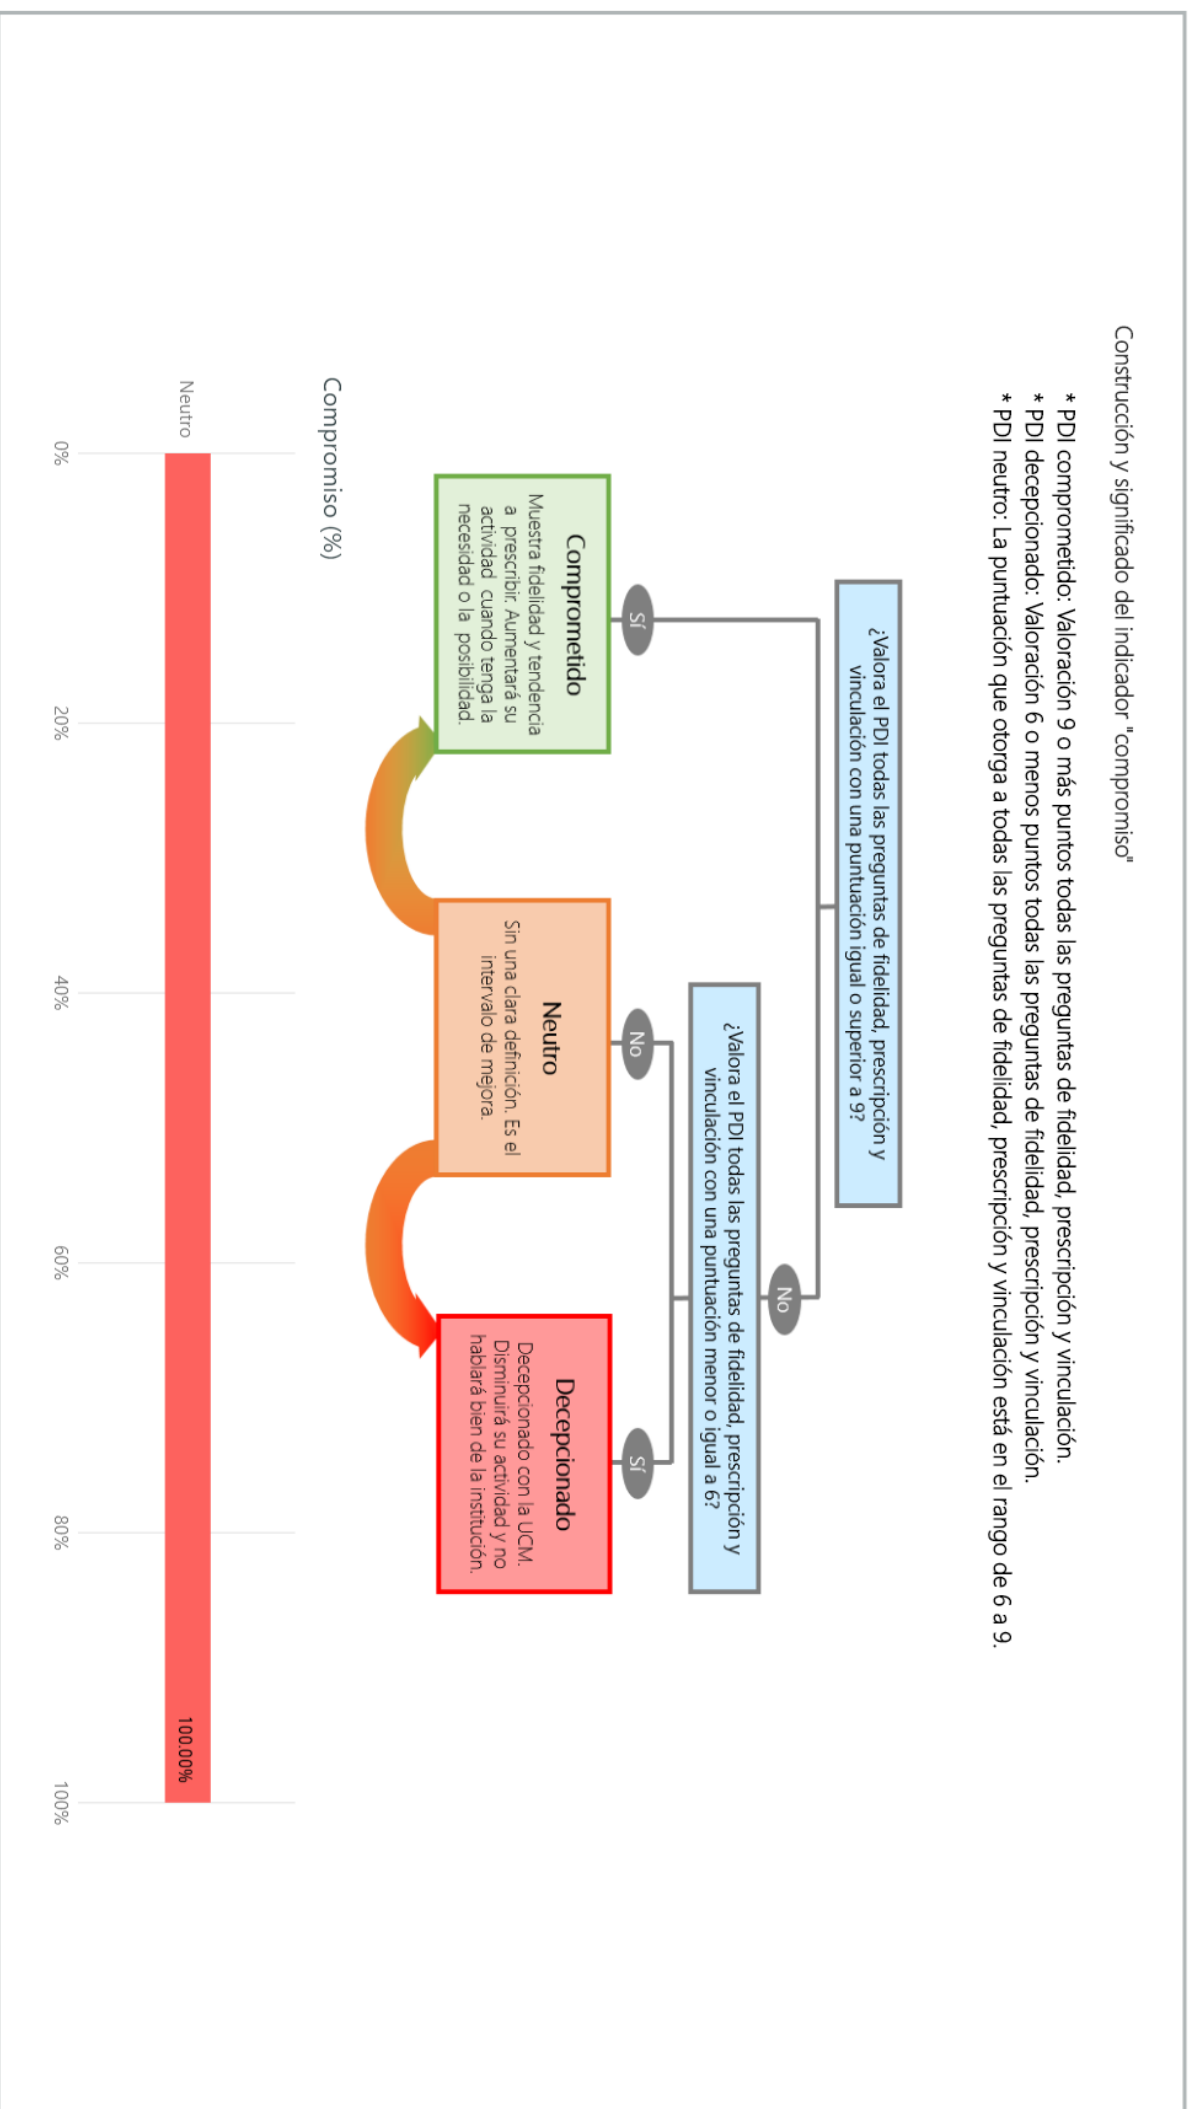 Construcción y significado del indicador "compromiso"
* PDI comprometido: Valoración 9 o más puntos todas las preguntas de fidelidad, prescripción y vinculación.
* PDI decepcionado: Valoración 6 o menos puntos todas las preguntas de fidelidad, prescripción y vinculación.
* PDI neutro: La puntuación que otorga a todas las preguntas de fidelidad, prescripción y vinculación está en el rango de 6 a 9.
¿Valora el PDI todas las preguntas de fidelidad, prescripción y
vinculación con una puntuación igual o superior a 9?
No
¿Valora el PDI todas las preguntas de fidelidad, prescripción y
vinculación con una puntuación menor o igual a 6?
Sí
No
Sí
Comprometido
Muestra fidelidad y tendencia
a prescribir. Aumentará su
actividad cuando tenga la
necesidad o la posibilidad.
Neutro
Sin una clara definición. Es el
intervalo de mejora.
Decepcionado
Decepcionado con la UCM.
Disminuirá su actividad y no
hablará bien de la institución.
Compromiso (%)
Neutro
100.00%
0%
20%
40%
60%
80%
40%
100%